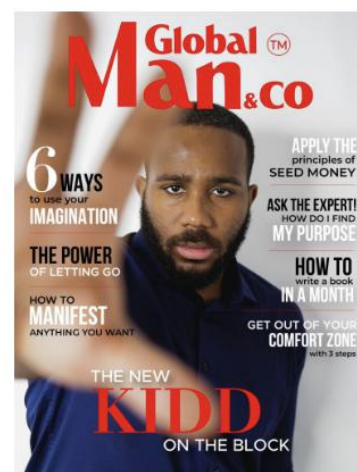 Global TM
Man &CO
6 WAYS
to use your
IMAGINATION
THE POWER
OF LETTING GO
HOW TO
MANIFEST
ANYTHING YOU WANT
APPLY THE
principles of
SEED MONEY
ASK THE EXPERT!
HOW DO I FIND
MY PURPOSE
HOW TO
write a book
IN A MONTH
GET OUT OF YOUR
COMFORT ZONE
with 3 steps
THE NEW
KIDD
ON THE BLOCK